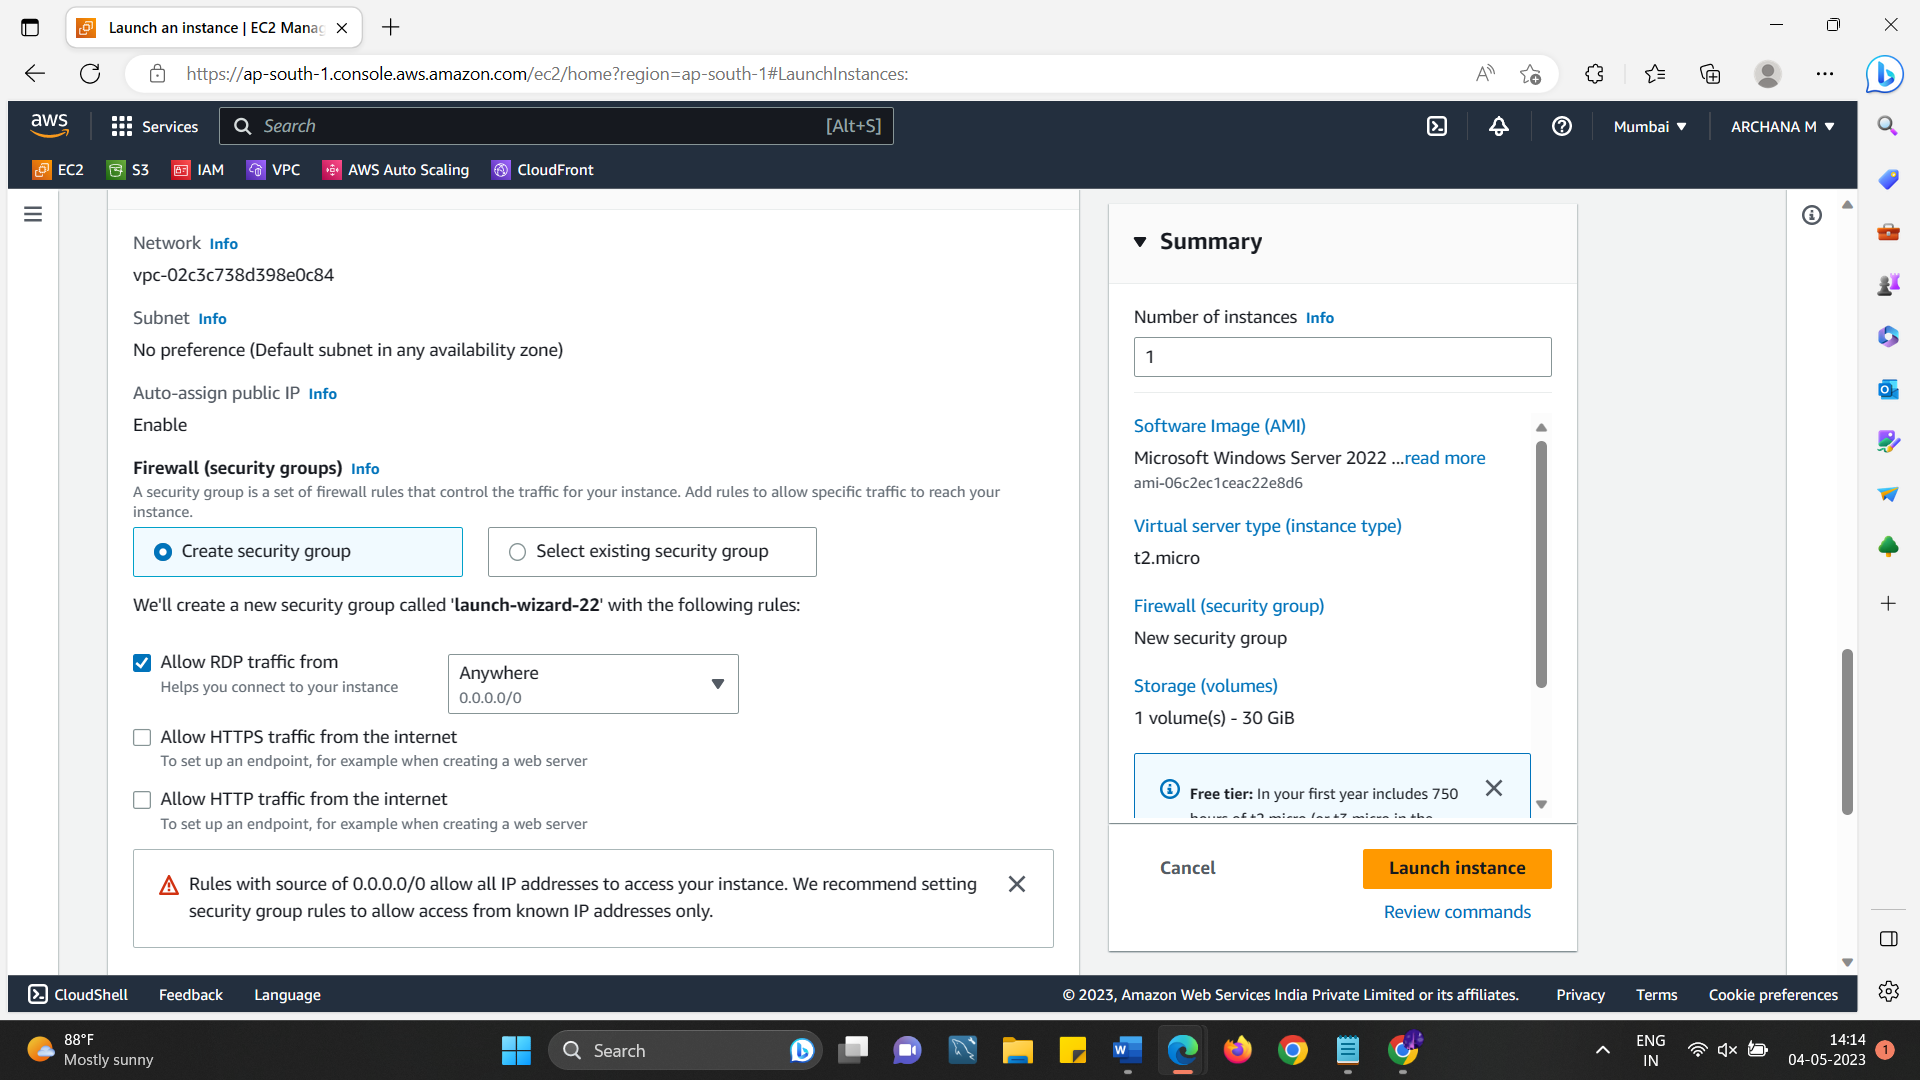 Launch an instance | EC2 Manag
https://ap-south-1.console.aws.amazon.com/ec2/home?region=ap-south-1#LaunchInstances:
aws
Services
Search
[Alt+S]
Mumbai
ARCHANA M
EC2
S3
IAM
VPC
AWS Auto Scaling
CloudFront
Network Info
vpc-02c3c738d398e0c84
Subnet Info
No preference (Default subnet in any availability zone)
Auto-assign public IP Info
Enable
Firewall (security groups) Info
A security group is a set of firewall rules that control the traffic for your instance. Add rules to allow specific traffic to reach your
instance.
Create security group
Select existing security group
We'll create a new security group called 'launch-wizard-22' with the following rules:
Allow RDP traffic from
Helps you connect to your instance
Anywhere
0.0.0.0/0
Allow HTTPS traffic from the internet
To set up an endpoint, for example when creating a web server
Allow HTTP traffic from the internet
To set up an endpoint, for example when creating a web server
Rules with source of 0.0.0.0/0 allow all IP addresses to access your instance. We recommend setting
security group rules to allow access from known IP addresses only.
Summary
Number of instances Info
1
Software Image (AMI)
Microsoft Windows Server 2022 ...read more
ami-06c2ec1ceac22e8d6
Virtual server type (instance type)
t2.micro
Firewall (security group)
New security group
Storage (volumes)
1 volume(s) - 30 GiB
Free tier: In your first year includes 750
hours of t2.micro (or t3.micro in the
Cancel
Launch instance
Review commands
CloudShell
Feedback
Language
© 2023, Amazon Web Services India Private Limited or its affiliates.
Privacy
Terms
Cookie preferences
88°F
Mostly sunny
Search
ENG
IN
14:14
04-05-2023
1